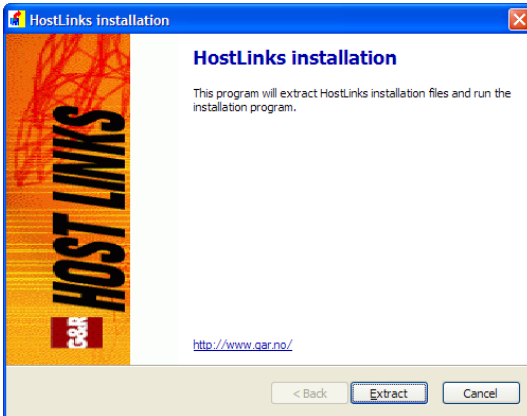 HostLinks installation
HostLinks installation
This program will extract HostLinks installation files and run the
installation program.
HOST LINKS
G&R
http://www.gar.no/
< Back
Extract
Cancel